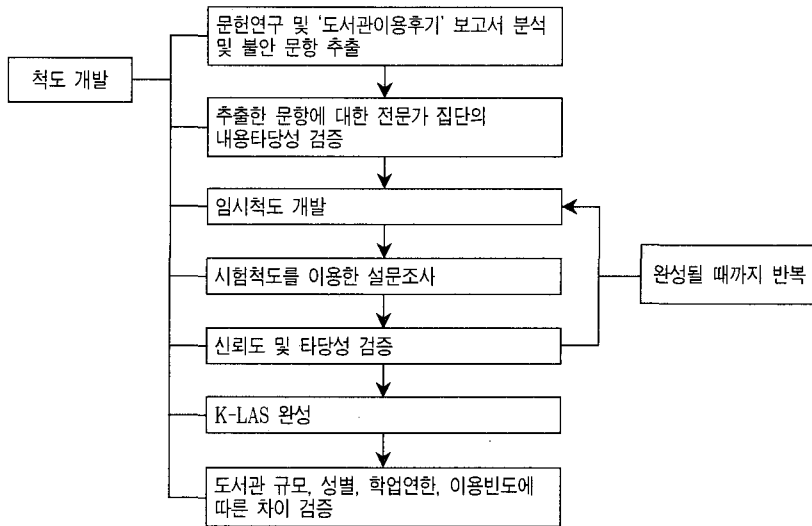 문헌연구 및 ‘도서관이용후기’ 보고서 분석
및 불안 문항 추출
척도 개발
추출한 문항에 대한 전문가 집단의
내용타당성 검증
임시척도 개발
시험척도를 이용한 설문조사
완성될 때까지 반복
신뢰도 및 타당성 검증
K-LAS 완성
도서관 규모, 성별, 학업연한, 이용빈도에
따른 차이 검증